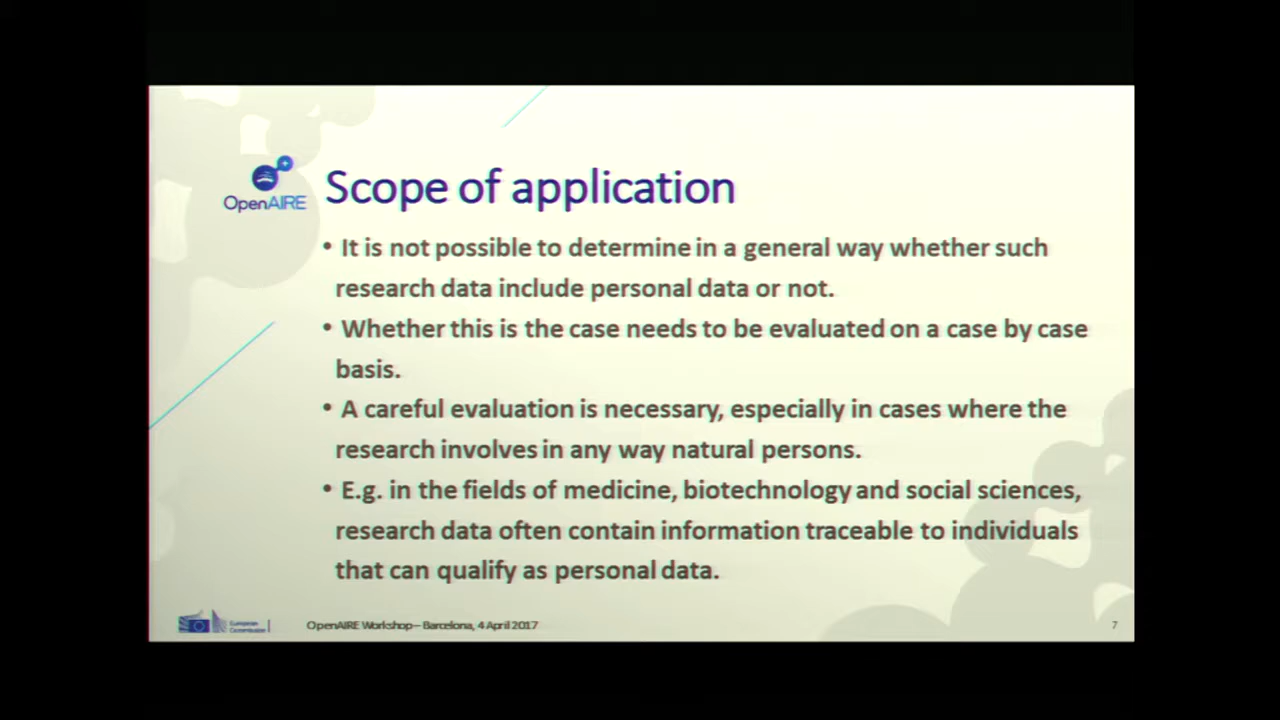 OpenAIRE
Scope of application
• It is not possible to determine in a general way whether such
research data include personal data or not.
• Whether this is the case needs to be evaluated on a case by case
basis.
• A careful evaluation is necessary, especially in cases where the
research involves in any way natural persons.
• E.g. in the fields of medicine, biotechnology and social sciences,
research data often contain information traceable to individuals
that can qualify as personal data.
European
Commission
OpenAIRE Workshop – Barcelona, 4 April 2017
7